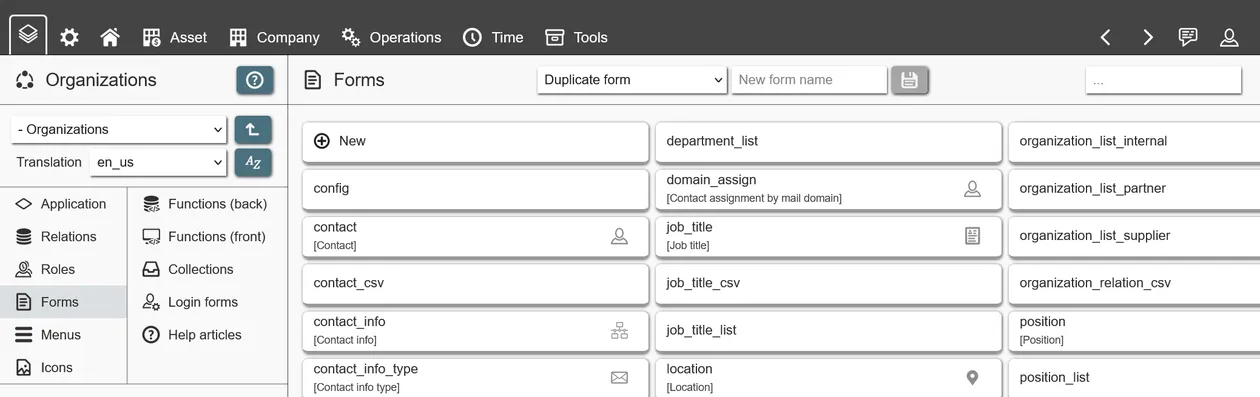 Asset
Company
Operations
Time
Tools
Organizations
Forms
Duplicate form
New form name
...
- Organizations
Translation
en_us
AZ
Application
Relations
Roles
Forms
Menus
Icons
Functions (back)
Functions (front)
Collections
Login forms
Help articles
New
config
contact
[Contact]
contact_csv
contact_info
[Contact info]
contact_info_type
[Contact info type]
department_list
domain_assign
[Contact assignment by mail domain]
job_title
[Job title]
job_title_csv
job_title_list
location
[Location]
organization_list_internal
organization_list_partner
organization_list_supplier
organization_relation_csv
position
[Position]
position_list